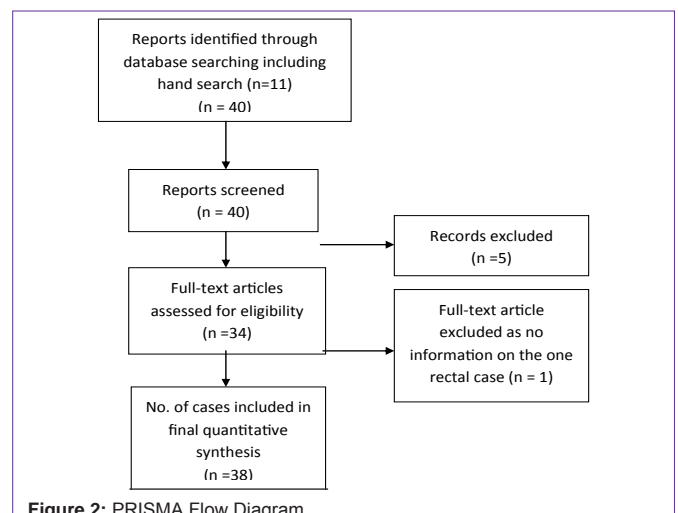 Reports identified through
database searching including
hand search (n=11)
(n = 40)
Reports screened
(n = 40)
Records excluded
(n =5)
Full-text articles
assessed for eligibility
(n =34)
Full-text article
excluded as no
information on the one
rectal case (n = 1)
No. of cases included in
final quantitative
synthesis
(n =38)
Figure 2: PRISMA Flow Diagram